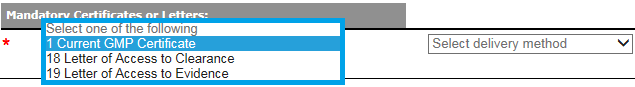 Mandatory Certificates or Letters:
Select one of the following
1 Current GMP Certificate
18 Letter of Access to Clearance
19 Letter of Access to Evidence
* Select delivery method